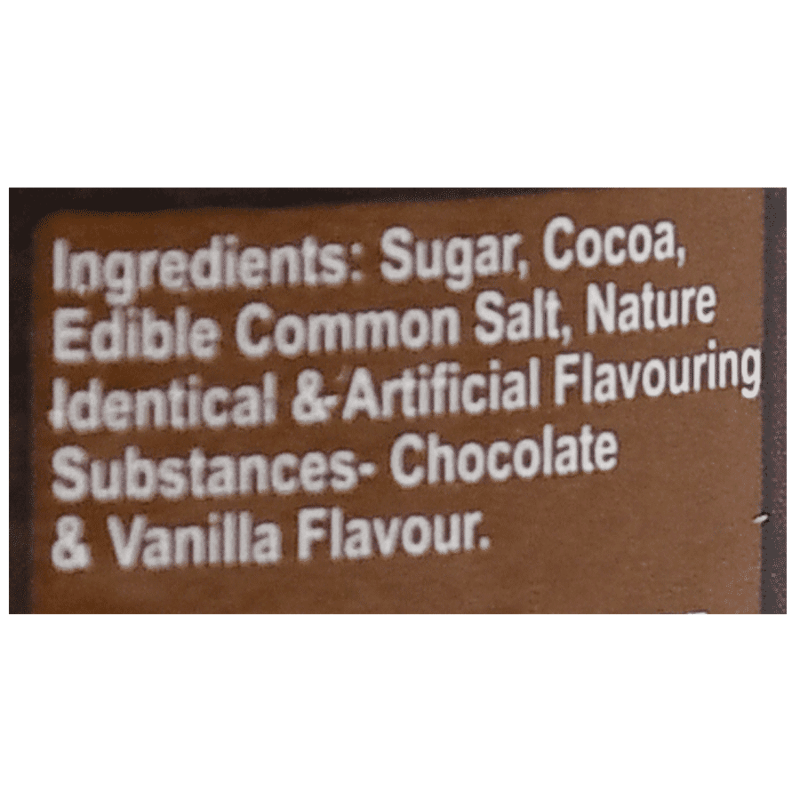 Ingredients: Sugar, Cocoa,
Edible Common Salt, Nature
Identical & Artificial Flavouring
Substances- Chocolate
& Vanilla Flavour.